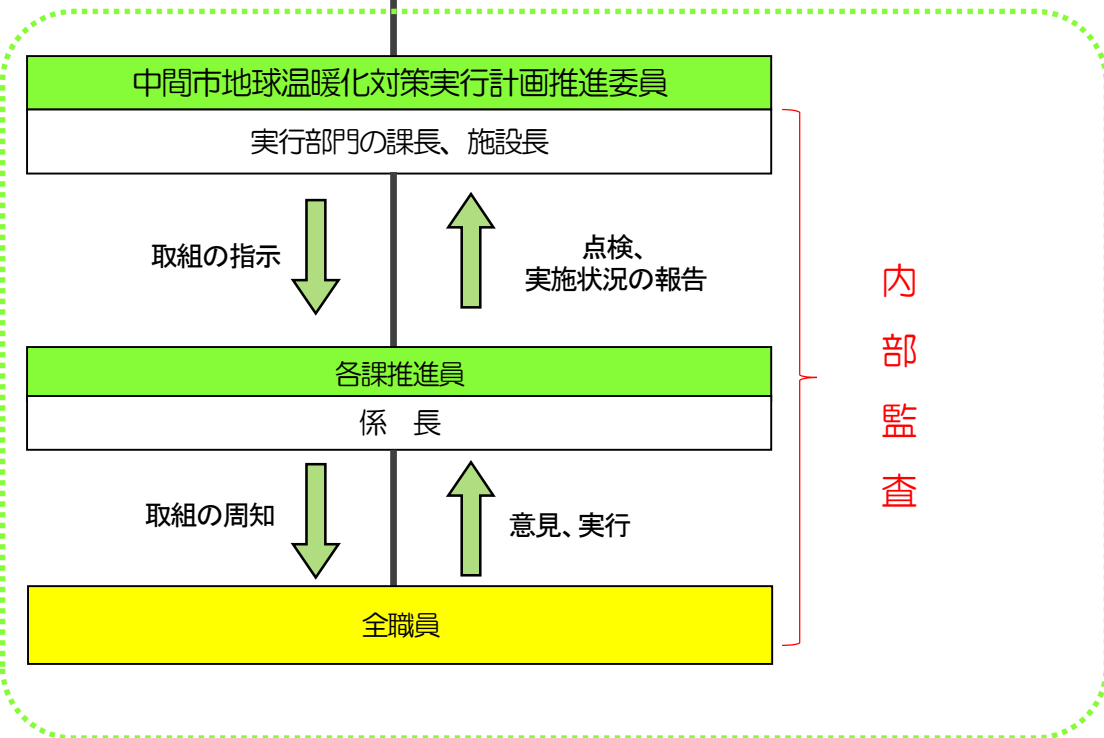 中間市地球温暖化対策実行計画推進委員
実行部門の課長、施設長
取組の指示
点検、
実施状況の報告
各課推進員
係　長
取組の周知
意見、実行
全職員
内
部
監
査